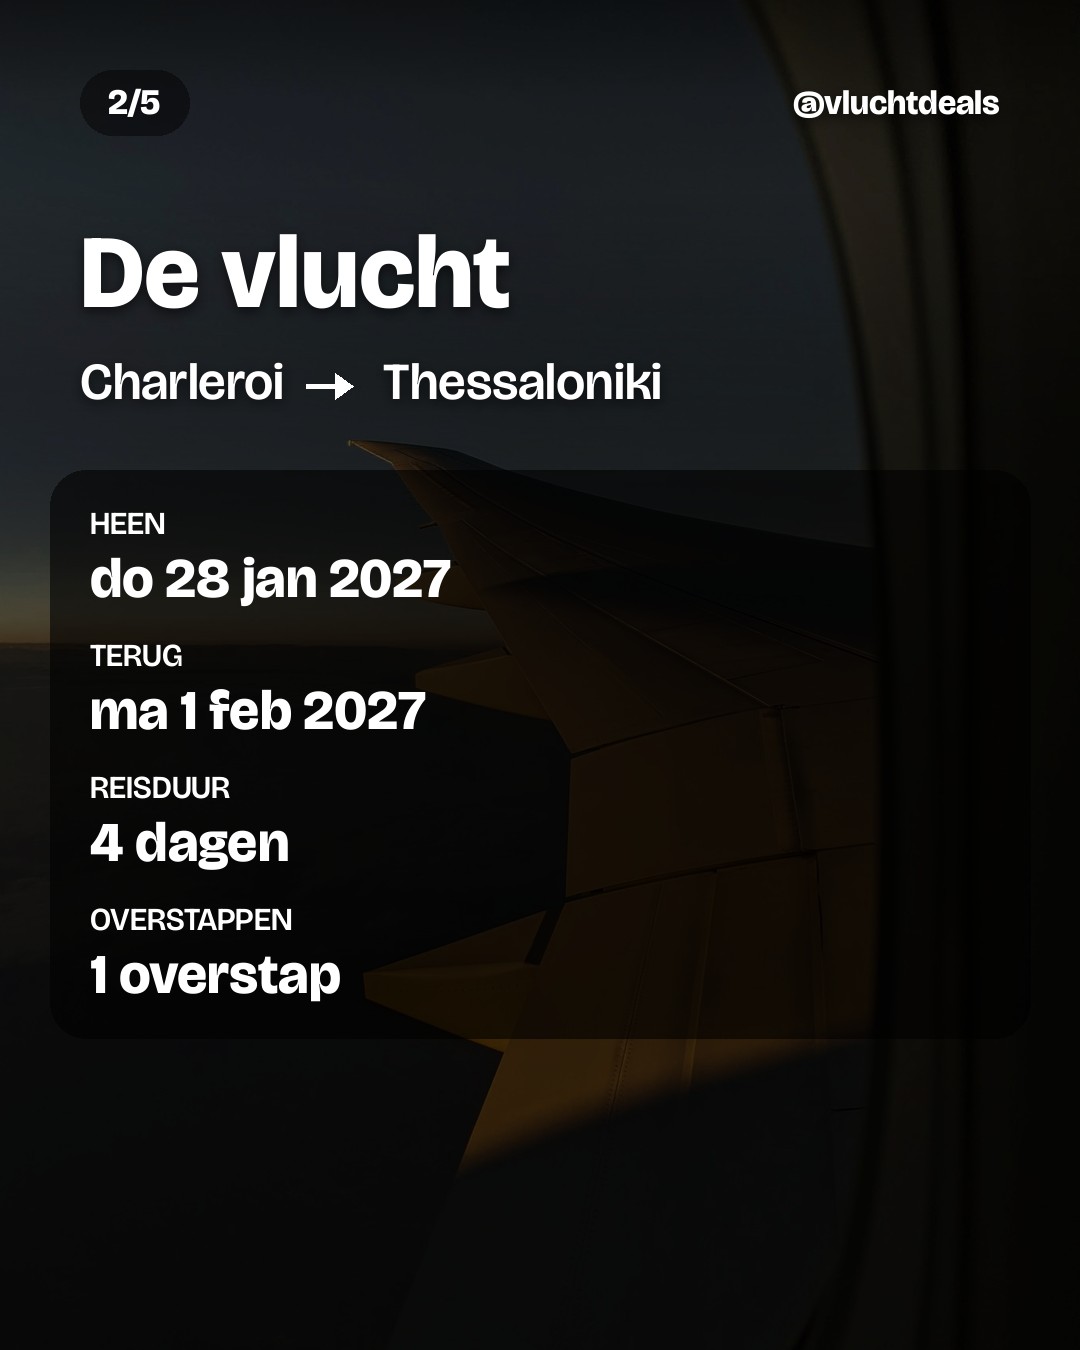 2/5
@vluchtdeals
De vlucht
Charleroi → Thessaloniki
HEEN
do 28 jan 2027
TERUG
ma 1 feb 2027
REISDUUR
4 dagen
OVERSTAPPEN
1 overstap